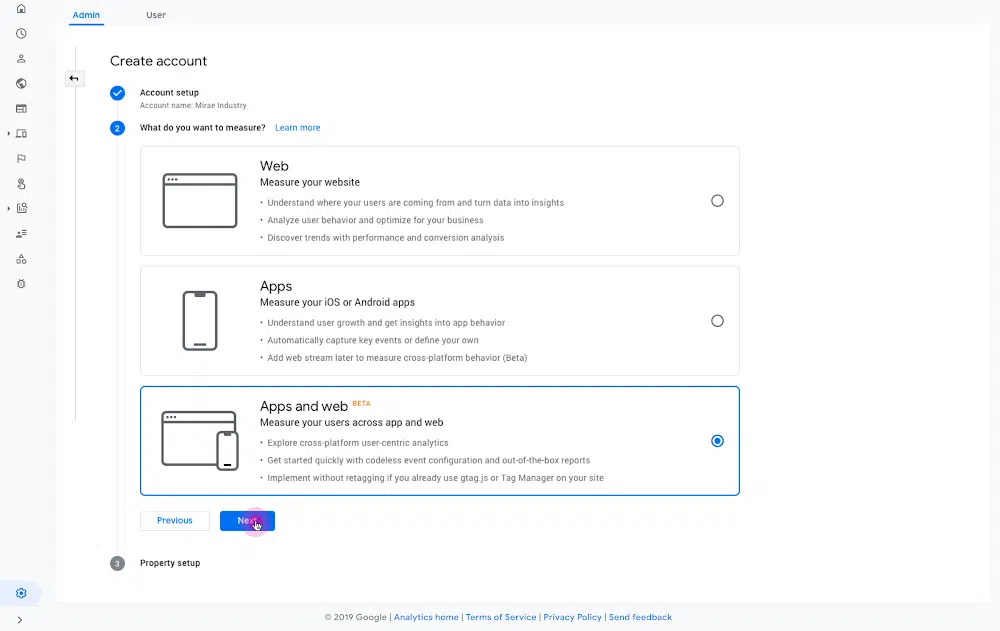 Admin User
Create account
Account setup
Account name: Mirae Industry
2 What do you want to measure? Learn more
Web
Measure your website
• Understand where your users are coming from and turn data into insights
• Analyze user behavior and optimize for your business
• Discover trends with performance and conversion analysis
Apps
Measure your iOS or Android apps
• Understand user growth and get insights into app behavior
• Automatically capture key events or define your own
• Add web stream later to measure cross-platform behavior (Beta)
Apps and web BETA
Measure your users across app and web
• Explore cross-platform user-centric analytics
• Get started quickly with codeless event configuration and out-of-the-box reports
• Implement without retagging if you already use gtag.js or Tag Manager on your site
Previous Next
3 Property setup
© 2019 Google | Analytics home | Terms of Service | Privacy Policy | Send feedback